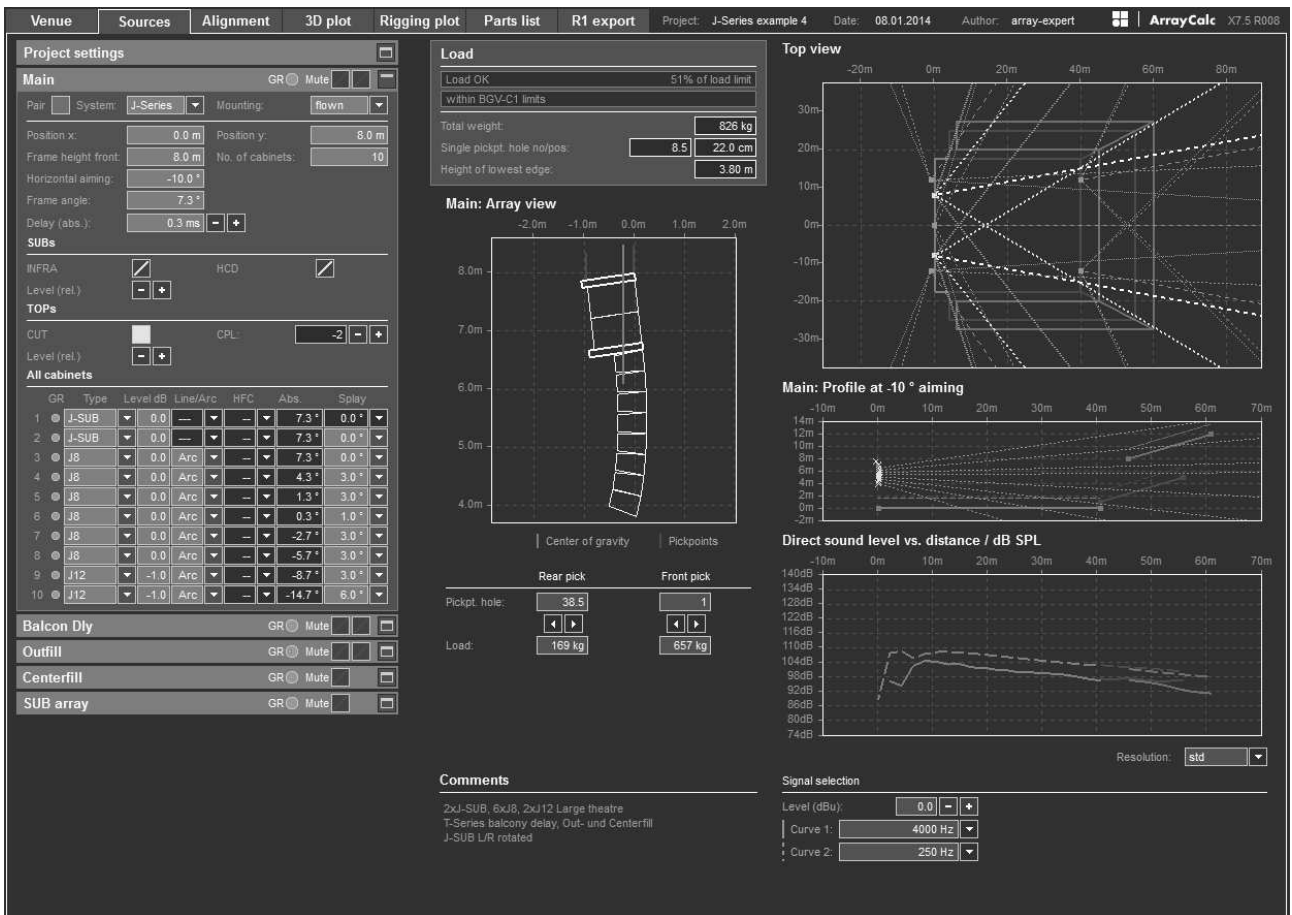 Venue Sources Alignment 3D plot Rigging plot Parts list R1 export Project: J-Series example 4 Date: 08.01.2014 Author: array-expert ArrayCalc X7.5 R008
Project settings
Main GR Mute
Pair System: J-Series Mounting: flown
Position x: 0.0 m Position y: 8.0 m
Frame height front: 8.0 m No. of cabinets: 10
Horizontal aiming: -10.0 °
Frame angle: 7.3 °
Delay (abs.): 0.3 ms - +
SUBs
INFRA HCD
Level (rel.) - +
TOPs
CUT CPL: -2 - +
Level (rel.) - +
All cabinets
GR Type Level dB Line/Arc HFC Abs. Splay
1 J-SUB 0.0 --- -- 7.3 ° 0.0 °
2 J-SUB 0.0 --- -- 7.3 ° 0.0 °
3 J8 0.0 Arc -- 7.3 ° 0.0 °
4 J8 0.0 Arc -- 4.3 ° 3.0 °
5 J8 0.0 Arc -- 1.3 ° 3.0 °
6 J8 0.0 Arc -- 0.3 ° 1.0 °
7 J8 0.0 Arc -- -2.7 ° 3.0 °
8 J8 0.0 Arc -- -5.7 ° 3.0 °
9 J12 -1.0 Arc -- -8.7 ° 3.0 °
10 J12 -1.0 Arc -- -14.7 ° 6.0 °
Balcon Dly GR Mute
Outfill GR Mute
Centerfill GR Mute
SUB array GR Mute
Load
Load OK 51% of load limit
within BGV-C1 limits
Total weight: 826 kg
Single pickpt. hole no/pos: 8.5 22.0 cm
Height of lowest edge: 3.80 m
Main: Array view
-2.0m -1.0m 0.0m 1.0m 2.0m
8.0m
7.0m
6.0m
5.0m
4.0m
Center of gravity Pickpoints
Rear pick Front pick
Pickpt. hole: 38.5 1
Load: 169 kg 657 kg
Comments
2xJ-SUB, 6xJ8, 2xJ12 Large theatre
T-Series balcony delay, Out- und Centerfill
J-SUB L/R rotated
Top view
-20m 0m 20m 40m 60m 80m
30m
20m
10m
0m
-10m
-20m
-30m
Main: Profile at -10 ° aiming
-10m 0m 10m 20m 30m 40m 50m 60m 70m
14m
12m
10m
8m
6m
4m
2m
0m
-2m
Direct sound level vs. distance / dB SPL
-10m 0m 10m 20m 30m 40m 50m 60m 70m
140dB
134dB
128dB
122dB
116dB
110dB
104dB
98dB
92dB
86dB
80dB
74dB
Resolution: std
Signal selection
Level (dBu): 0.0 - +
Curve 1: 4000 Hz
Curve 2: 250 Hz